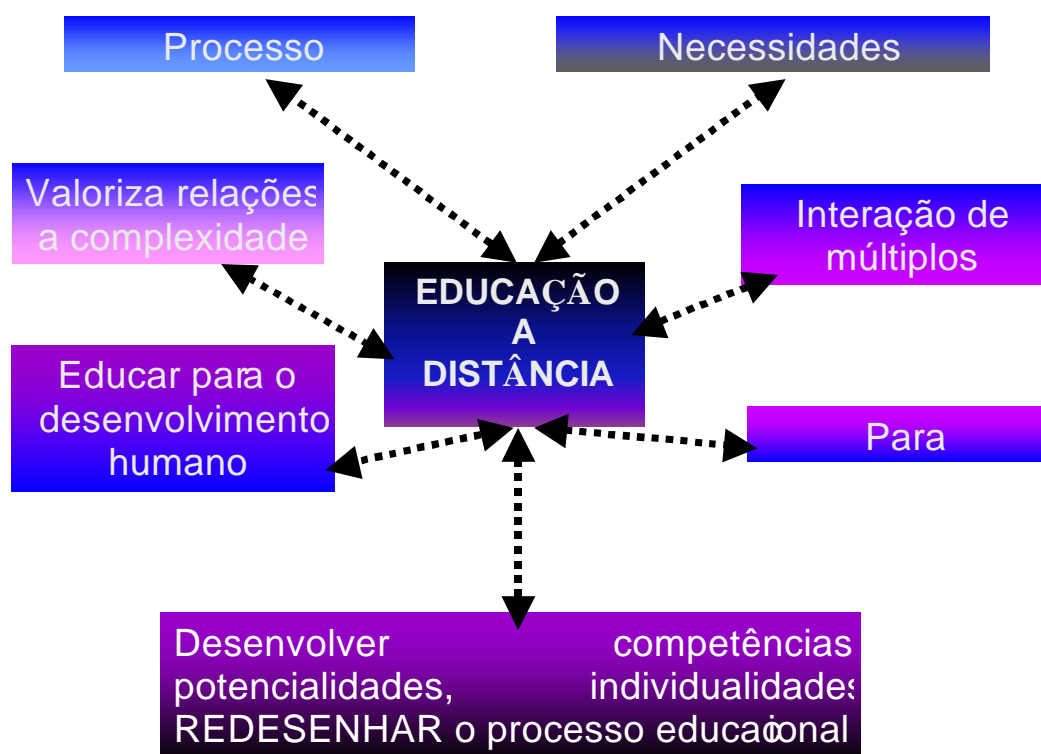 Processo
Necessidades
Valoriza relações
a complexidade
Interação de
múltiplos
EDUCAÇÃO
A
DISTÂNCIA
Educar para o
desenvolvimento
humano
Para
Desenvolver competências
potencialidades, individualidades
REDESENHAR o processo educacional